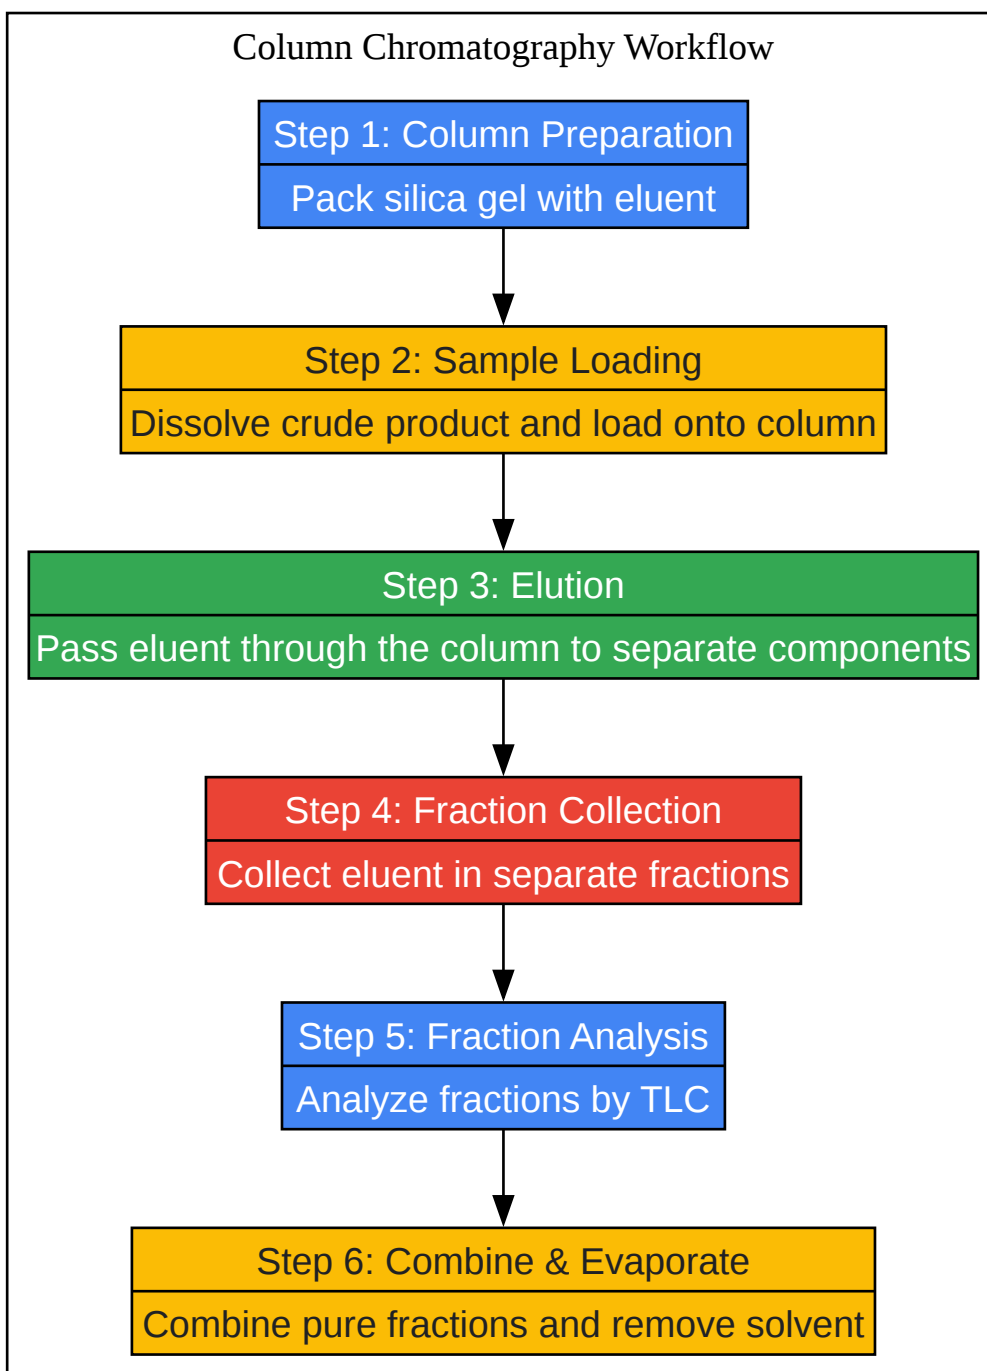 Column Chromatography Workflow
Step 1: Column Preparation
Pack silica gel with eluent
Step 2: Sample Loading
Dissolve crude product and load onto column
Step 3: Elution
Pass eluent through the column to separate components
Step 4: Fraction Collection
Collect eluent in separate fractions
Step 5: Fraction Analysis
Analyze fractions by TLC
Step 6: Combine & Evaporate
Combine pure fractions and remove solvent